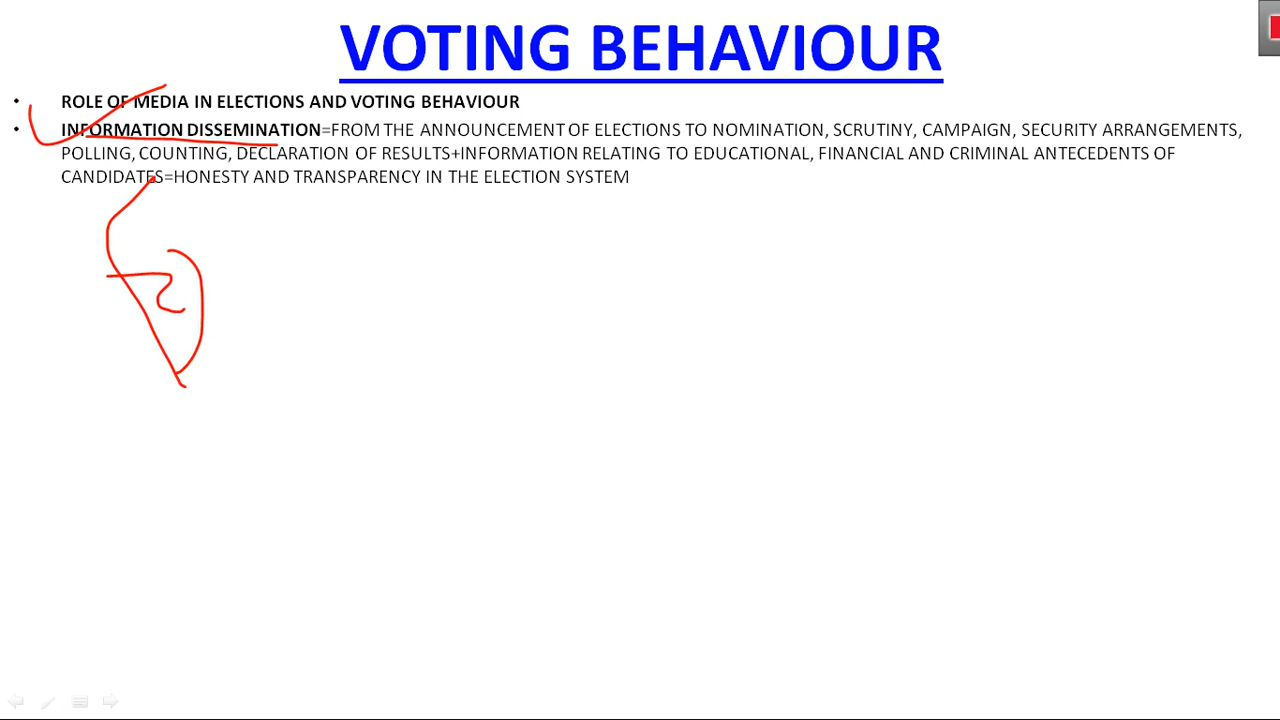 VOTING BEHAVIOUR
• ROLE OF MEDIA IN ELECTIONS AND VOTING BEHAVIOUR
• INFORMATION DISSEMINATION=FROM THE ANNOUNCEMENT OF ELECTIONS TO NOMINATION, SCRUTINY, CAMPAIGN, SECURITY ARRANGEMENTS,
POLLING, COUNTING, DECLARATION OF RESULTS+INFORMATION RELATING TO EDUCATIONAL, FINANCIAL AND CRIMINAL ANTECEDENTS OF
CANDIDATES=HONESTY AND TRANSPARENCY IN THE ELECTION SYSTEM